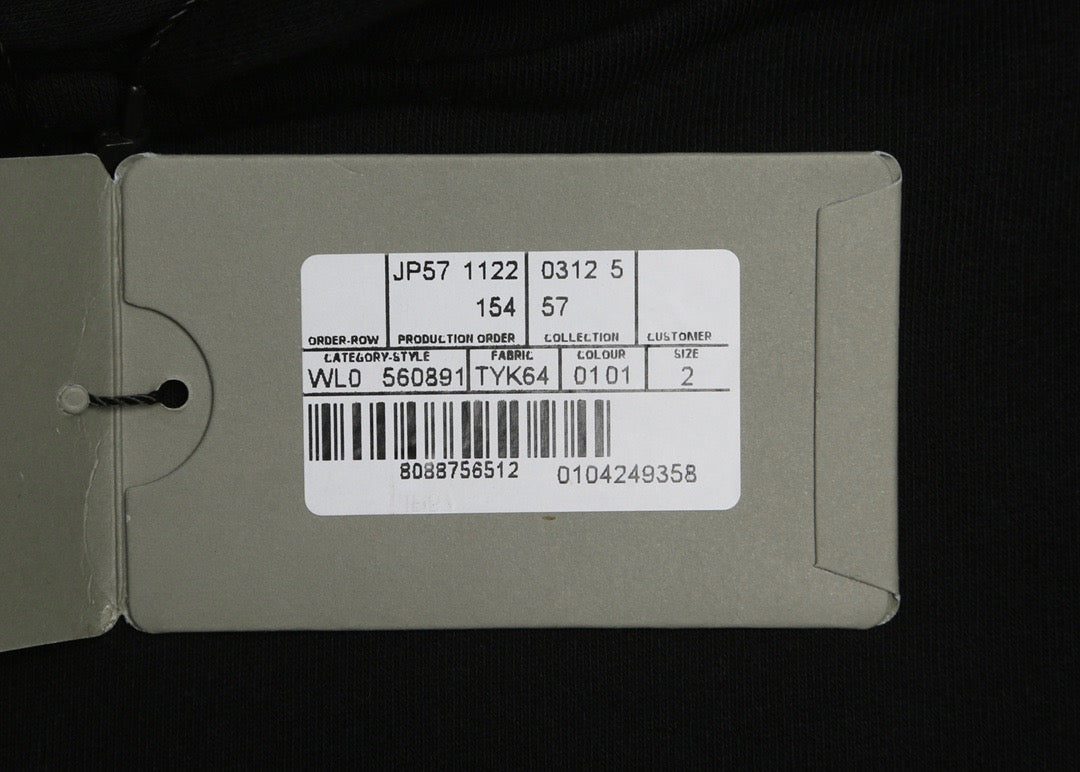 JP57 1122 0312 5
154 57
ORDER-ROW PRODUCTION ORDER COLLECTION CUSTOMER
CATEGORY-STYLE FABRIC COLOUR SIZE
WL0 560891 TYK64 0101 2
8088756512 0104249358